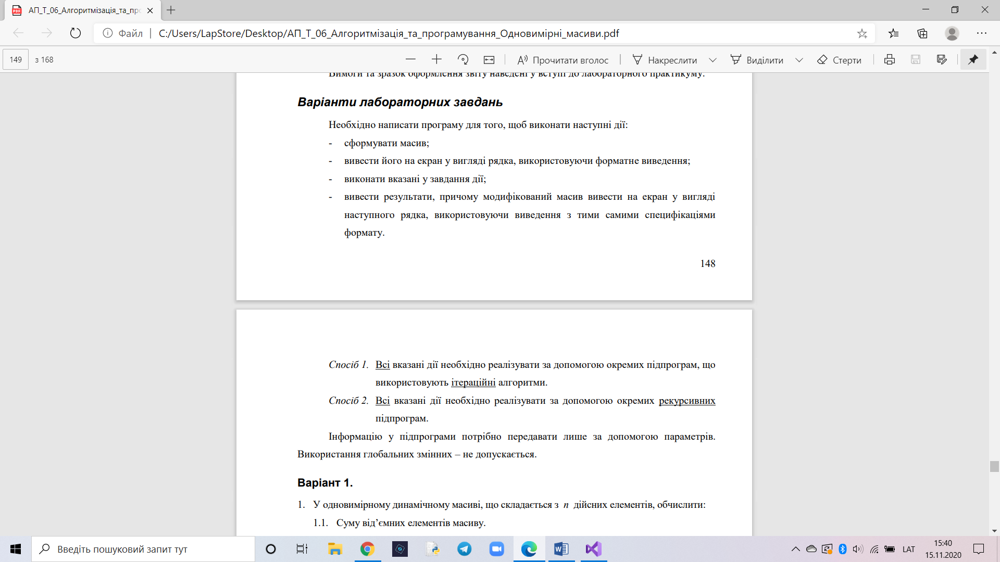 АП_Т_06_Алгоритмізація_та_про
Файл
C:/Users/LapStore/Desktop/АП_Т_06_Алгоритмізація_та_програмування_Одновимірні_масиви.pdf
149 з 168
Прочитати вголос
Накреслити
Виділити
Стерти
Вимоги та зразок оформлення звіту наведені у вступі до лабораторного практикуму.
Варіанти лабораторних завдань
Необхідно написати програму для того, щоб виконати наступні дії:
- сформувати масив;
- вивести його на екран у вигляді рядка, використовуючи форматне виведення;
- виконати вказані у завдання дії;
- вивести результати, причому модифікований масив вивести на екран у вигляді
наступного рядка, використовуючи виведення з тими самими специфікаціями
формату.
148
Спосіб 1. Всі вказані дії необхідно реалізувати за допомогою окремих підпрограм, що
використовують ітераційні алгоритми.
Спосіб 2. Всі вказані дії необхідно реалізувати за допомогою окремих рекурсивних
підпрограм.
Інформацію у підпрограми потрібно передавати лише за допомогою параметрів.
Використання глобальних змінних – не допускається.
Варіант 1.
1. У одновимірному динамічному масиві, що складається з n дійсних елементів, обчислити:
1.1. Суму від’ємних елементів масиву.
Введіть пошуковий запит тут
LAT
15:40
15.11.2020